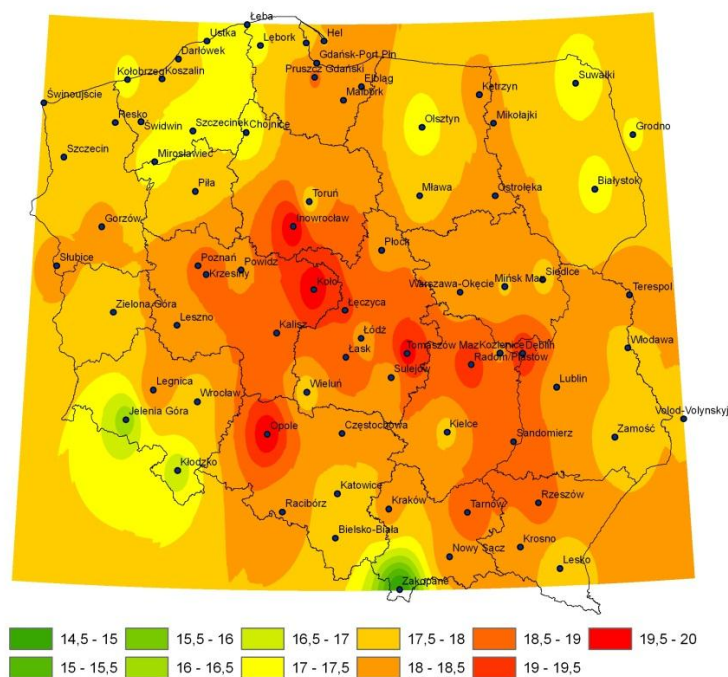 Łeba
Ustka
Lębork
Hel
Darłówek
Gdańsk-Port Płn
Kołobrzeg
Koszalin
Pruszcz Gdański
Elbląg
Suwałki
Świnoujście
Malbork
Kętrzyn
Resko
Świdwin
Szczecinek
Chojnice
Olsztyn
Mikołajki
Grodno
Szczecin
Mirosławiec
Piła
Toruń
Mława
Ostrołęka
Białystok
Gorzów
Inowrocław
Płock
Słubice
Poznań
Krzesiny
Powidz
Koło
Warszawa-Okęcie
Mińsk Maz
Siedlce
Terespol
Zielona Góra
Leszno
Kalisz
Łęczyca
Łódź
Łask
Tomaszów Maz
Kozienice
Dęblin
Radom/Piastów
Włodawa
Legnica
Wrocław
Wieluń
Sulejów
Lublin
Jelenia Góra
Opole
Częstochowa
Kielce
Sandomierz
Zamość
Volod-Volynskyj
Kłodzko
Katowice
Racibórz
Kraków
Tarnów
Rzeszów
Bielsko-Biała
Nowy Sącz
Krosno
Lesko
Zakopane
14,5 - 15 15,5 - 16 16,5 - 17 17,5 - 18 18,5 - 19 19,5 - 20
15 - 15,5 16 - 16,5 17 - 17,5 18 - 18,5 19 - 19,5